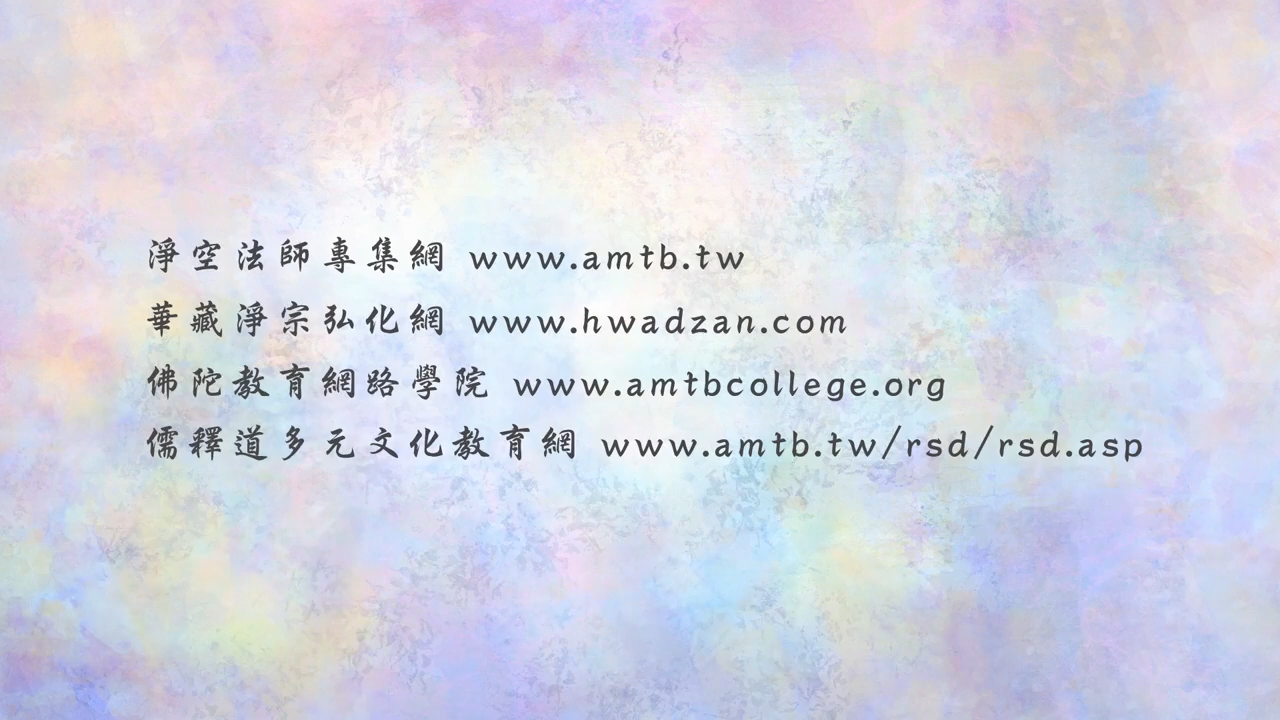 淨空法師專集網 www.amtb.tw
華藏淨宗弘化網 www.hwadzan.com
佛陀教育網路學院 www.amtbcollege.org
儒釋道多元文化教育網 www.amtb.tw/rsd/rsd.asp